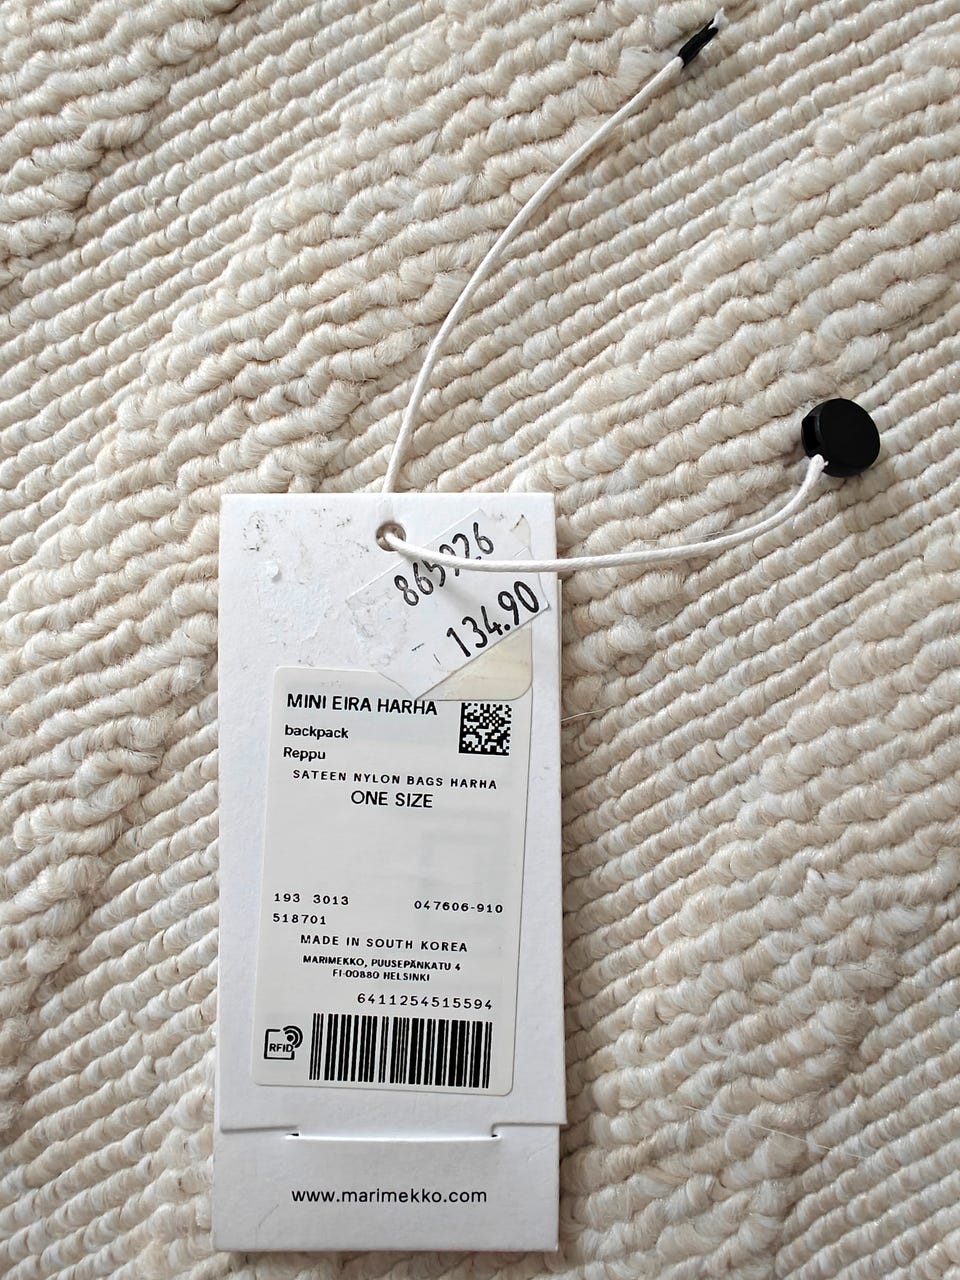 134.90
MINI EIRA HARHA
backpack
Reppu
SATEEN NYLON BAGS HARHA
ONE SIZE
193 3013
047606-910
518701
MADE IN SOUTH KOREA
MARIMEKKO, PUUSEPÄNKATU 4
FI-00880 HELSINKI
6411254515594
RFID
www.marimekko.com